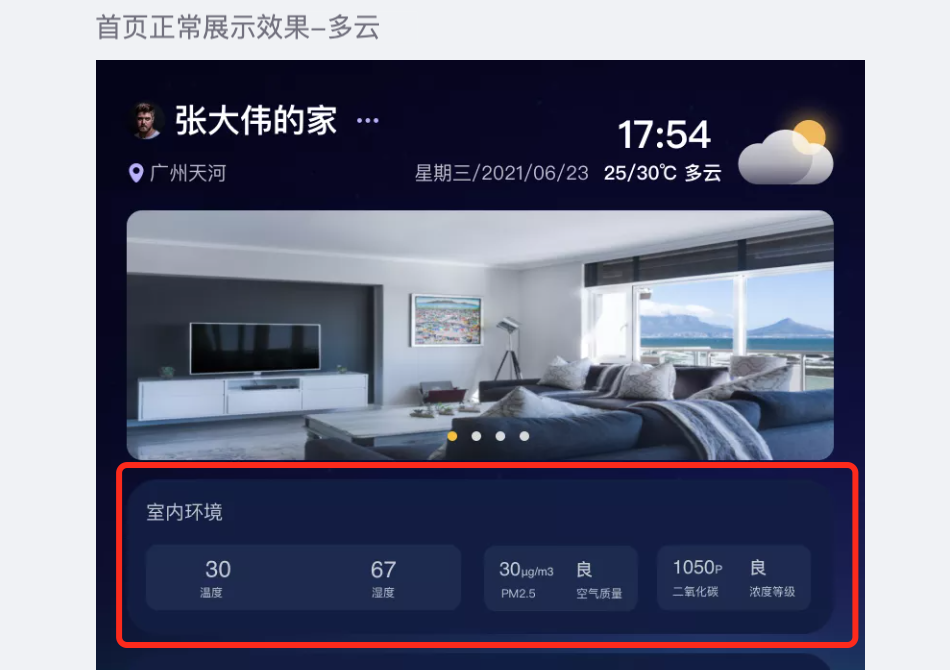 首页正常展示效果–多云
张大伟的家 ···
17:54
广州天河
星期三/2021/06/23 25/30℃ 多云
室内环境
30 67 30μg/m3 良 1050P 良
温度 湿度 PM2.5 空气质量 二氧化碳 浓度等级